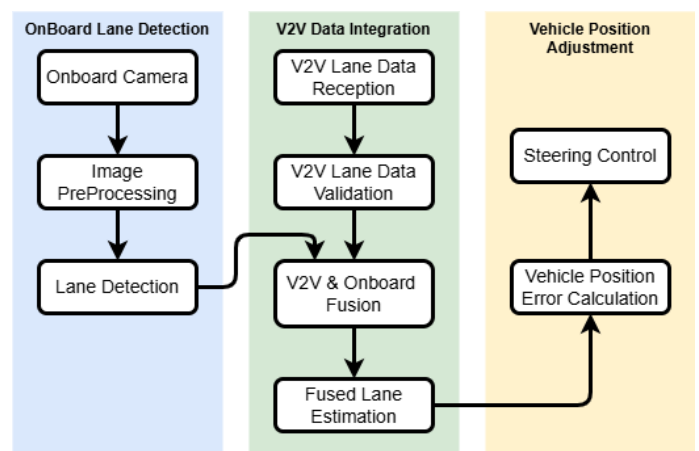 OnBoard Lane Detection
Onboard Camera
Image
PreProcessing
Lane Detection
V2V Data Integration
V2V Lane Data
Reception
V2V Lane Data
Validation
V2V & Onboard
Fusion
Fused Lane
Estimation
Vehicle Position
Adjustment
Steering Control
Vehicle Position
Error Calculation